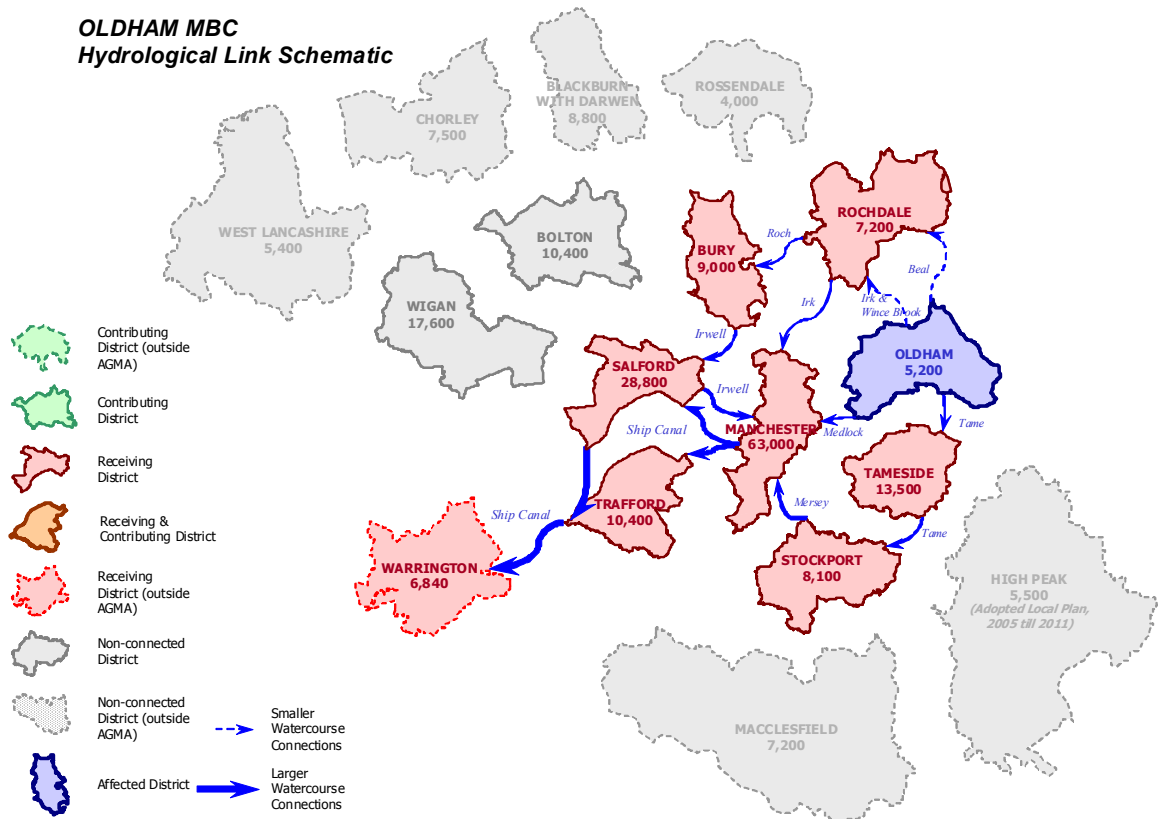 OLDHAM MBC
Hydrological Link Schematic
BLACKBURN
WITH DARWEN
8,800
ROSSENDALE
4,000
CHORLEY
7,500
WEST LANCASHIRE
5,400
BOLTON
10,400
WIGAN
17,600
BURY
9,000
ROCHDALE
7,200
Roch
Beal
Irk
Irk &
Wince Brook
OLDHAM
5,200
Irwell
SALFORD
28,800
Irwell
Ship Canal
MANCHESTER
63,000
Medlock
Tame
TAMESIDE
13,500
TRAFFORD
10,400
Mersey
Ship Canal
Tame
WARRINGTON
6,840
STOCKPORT
8,100
HIGH PEAK
5,500
(Adopted Local Plan,
2005 till 2011)
MACCLESFIELD
7,200
Contributing
District (outside
AGMA)
Contributing
District
Receiving
District
Receiving &
Contributing District
Receiving
District (outside
AGMA)
Non-connected
District
Non-connected
District (outside
AGMA)
Affected District
Smaller
Watercourse
Connections
Larger
Watercourse
Connections